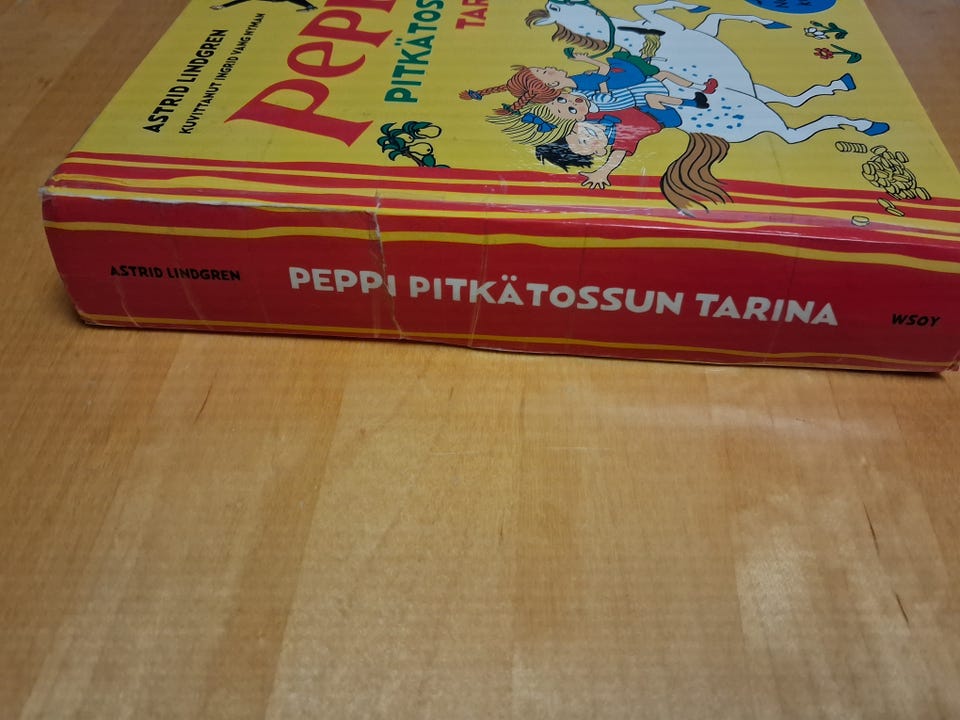 ASTRID LINDGREN
KUVITTANUT INGRID VANG NYMAN
ASTRID LINDGREN
PEPPI PITKÄTOSSUN TARINA
WSOY